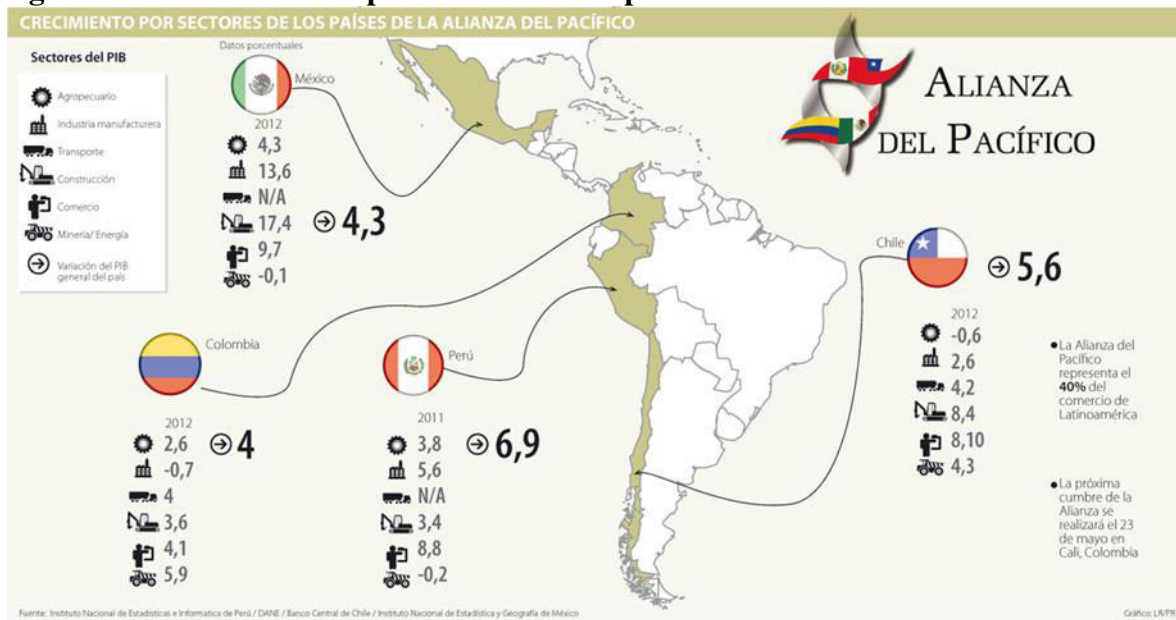 CRECIMIENTO POR SECTORES DE LOS PAÍSES DE LA ALIANZA DEL PACÍFICO
Sectores del PIB
Agropecuario
Industria manufacturera
Transporte
Construcción
Comercio
Minería/ Energía
Variación del PIB
general del país
Datos porcentuales
México
2012
4,3
13,6
N/A
17,4
9,7
-0,1
4,3
ALIANZA
DEL PACÍFICO
Colombia
2012
2,6
-0,7
4
3,6
4,1
5,9
4
Perú
2011
3,8
5,6
N/A
3,4
8,8
-0,2
6,9
Chile
5,6
2012
-0,6
2,6
4,2
8,4
8,10
4,3
La Alianza del
Pacífico
representa el
40% del
comercio de
Latinoamérica
La próxima
cumbre de la
Alianza se
realizará el 23
de mayo en
Cali, Colombia
Fuente: Instituto Nacional de Estadísticas e Informatica de Perú / DANE / Banco Central de Chile / Instituto Nacional de Estadística y Geografía de México
Gráfico: LR/PR